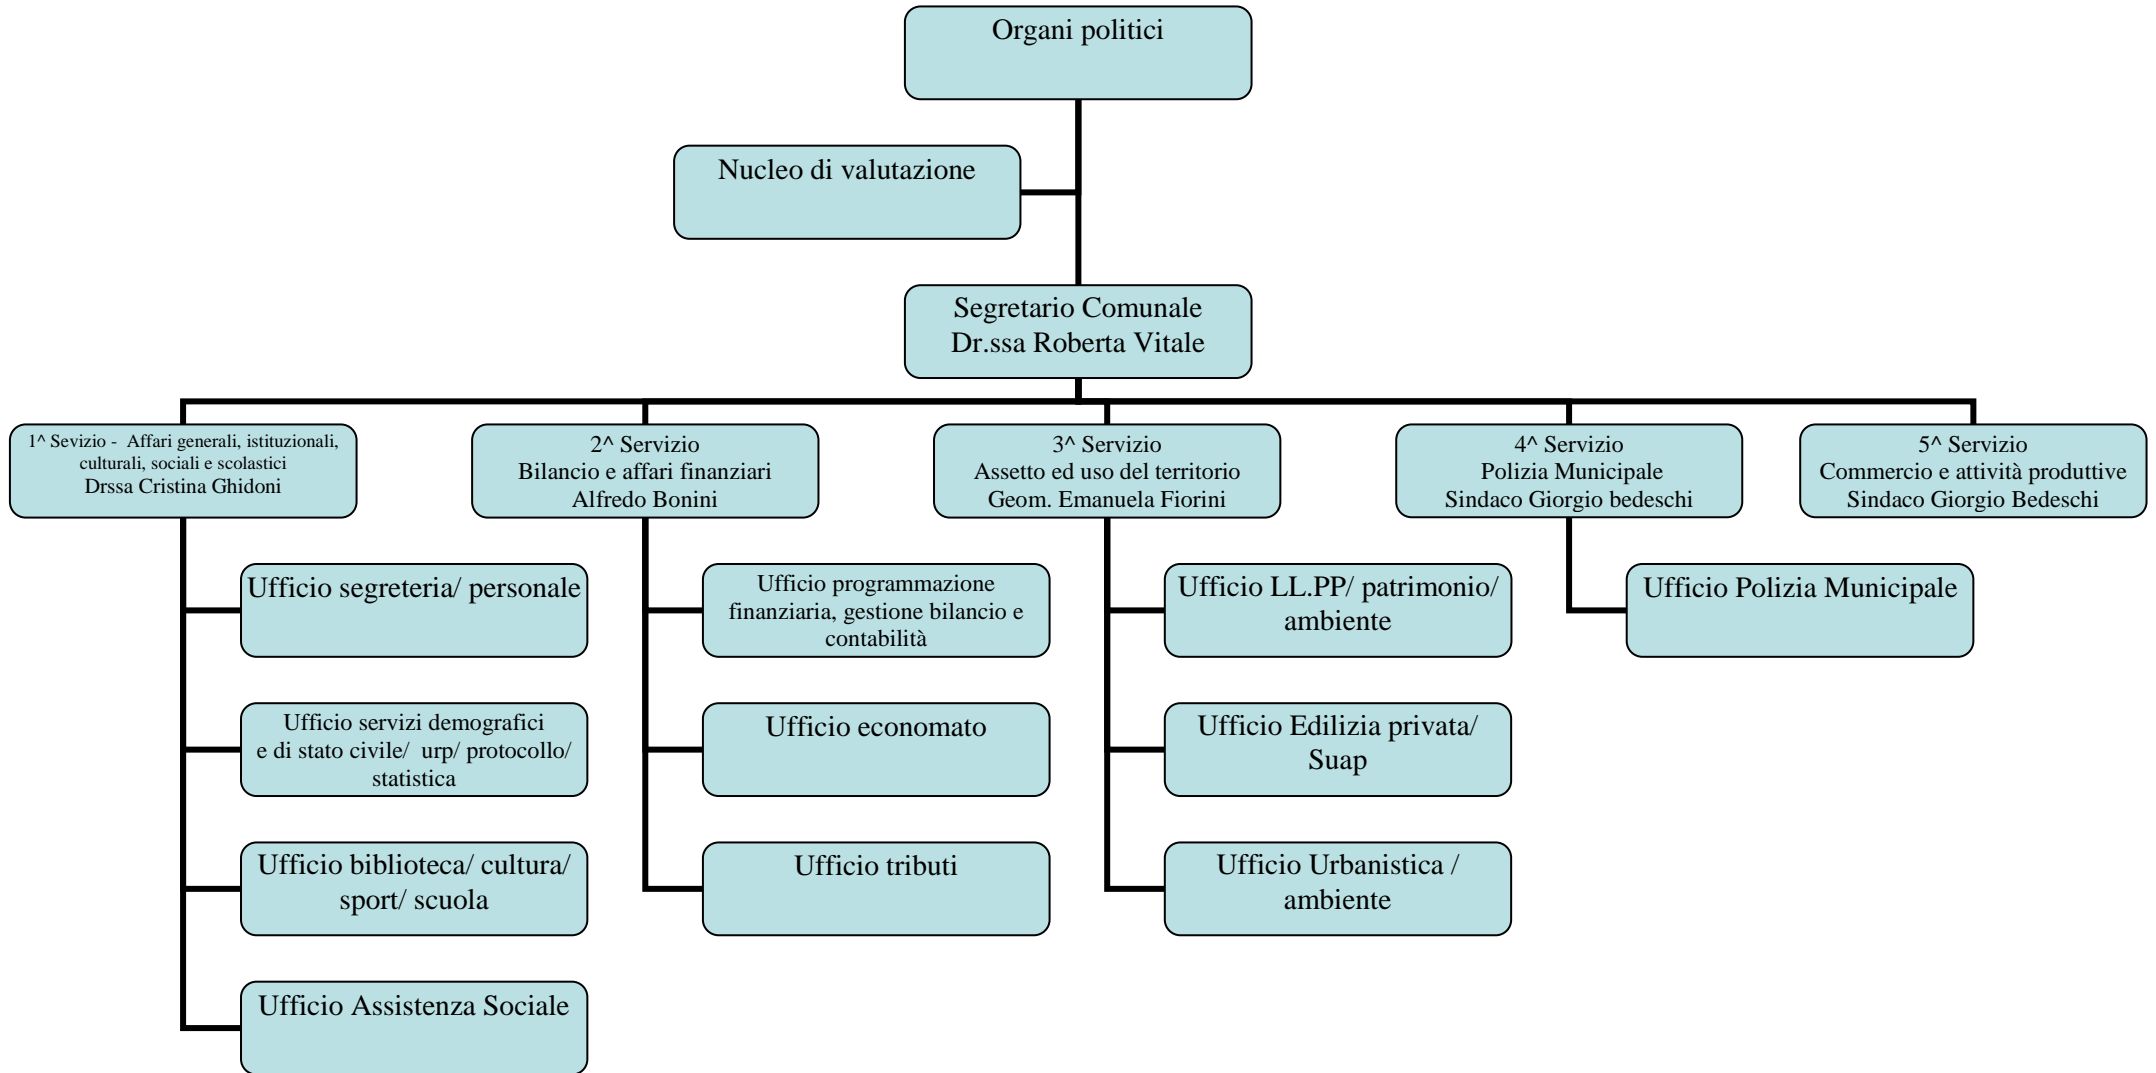 Organi politici
Nucleo di valutazione
Segretario Comunale
Dr.ssa Roberta Vitale
1^ Sevizio - Affari generali, istituzionali,
culturali, sociali e scolastici
Drssa Cristina Ghidoni
2^ Servizio
Bilancio e affari finanziari
Alfredo Bonini
3^ Servizio
Assetto ed uso del territorio
Geom. Emanuela Fiorini
4^ Servizio
Polizia Municipale
Sindaco Giorgio bedeschi
5^ Servizio
Commercio e attività produttive
Sindaco Giorgio Bedeschi
Ufficio segreteria/ personale
Ufficio servizi demografici
e di stato civile/ urp/ protocollo/
statistica
Ufficio biblioteca/ cultura/
sport/ scuola
Ufficio Assistenza Sociale
Ufficio programmazione
finanziaria, gestione bilancio e
contabilità
Ufficio economato
Ufficio tributi
Ufficio LL.PP/ patrimonio/
ambiente
Ufficio Edilizia privata/
Suap
Ufficio Urbanistica /
ambiente
Ufficio Polizia Municipale